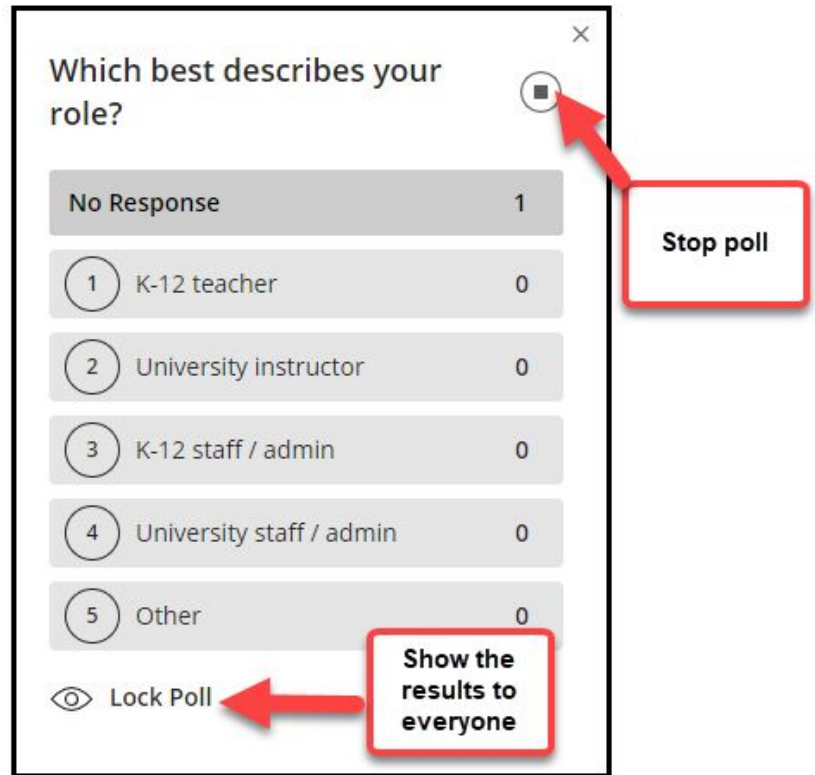 Which best describes your
role?
Stop poll
No Response 1
1 K-12 teacher 0
2 University instructor 0
3 K-12 staff / admin 0
4 University staff / admin 0
5 Other 0
Lock Poll
Show the
results to
everyone